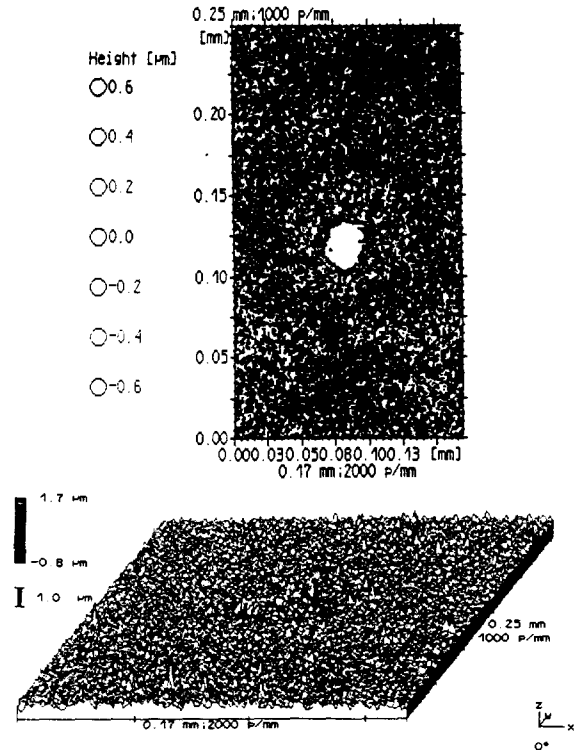 0.25 mm;1000 p/mm
[mm]
Height [µm]
0.6
0.4
0.2
0.0
-0.2
-0.4
-0.6
0.20
0.15
0.10
0.05
0.00
0.000.030.050.080.100.13 [mm]
0.17 mm;2000 p/mm
1.7 µm
-0.8 µm
1.0 µm
0.25 mm
1000 p/mm
0.17 mm;2000 p/mm
z
x
0°